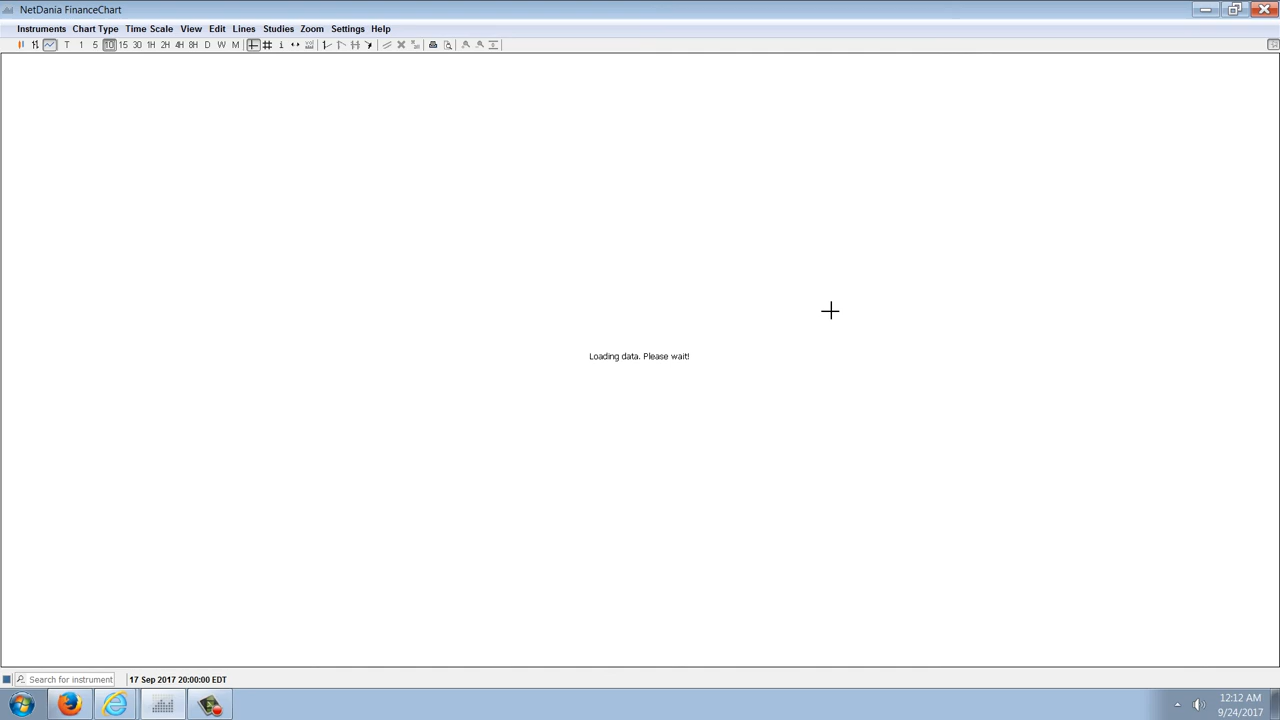 NetDania FinanceChart
Instruments Chart Type Time Scale View Edit Lines Studies Zoom Settings Help
T 1 5 10 15 30 1H 2H 4H 8H D W M
Loading data. Please wait!
Search for instrument 17 Sep 2017 20:00:00 EDT
12:12 AM
9/24/2017